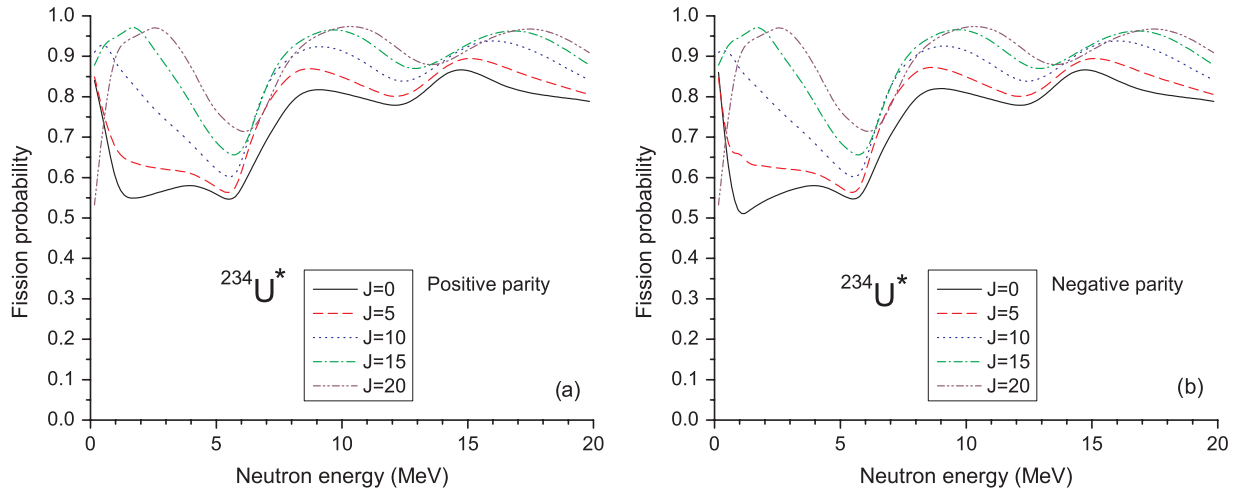 1.0
0.9
0.8
0.7
0.6
0.5
0.4
0.3
0.2
0.1
0.0
Fission probability
234U*
J=0
J=5
J=10
J=15
J=20
Positive parity
(a)
0 5 10 15 20
Neutron energy (MeV)
1.0
0.9
0.8
0.7
0.6
0.5
0.4
0.3
0.2
0.1
0.0
Fission probability
234U*
J=0
J=5
J=10
J=15
J=20
Negative parity
(b)
0 5 10 15 20
Neutron energy (MeV)